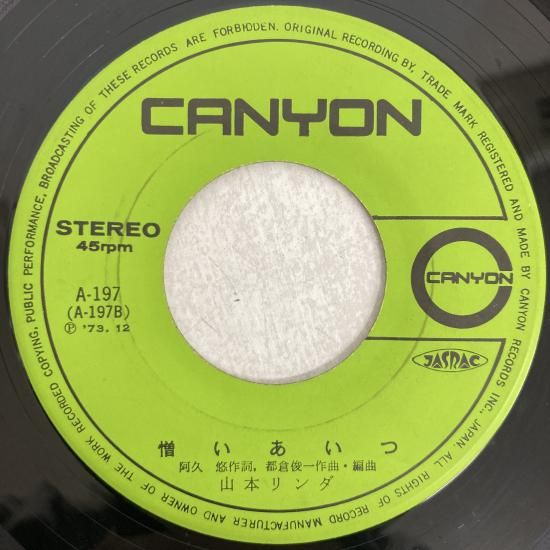 CANYON
STEREO
45rpm
A-197
(A-197B)
Ⓟ '73. 12
CANYON
JASRAC
憎いあいつ
阿久 悠作詞, 都倉俊一作曲・編曲
山本リンダ
RECORDED COPYING, PUBLIC PERFORMANCE, BROADCASTING OF THESE RECORDS ARE FORBIDDEN. ORIGINAL RECORDING BY, TRADE MARK REGISTERED AND MADE BY CANYON RECORDS INC., JAPAN. ALL RIGHTS OF RECORD MANUFACTURER AND OWNER OF THE WORK